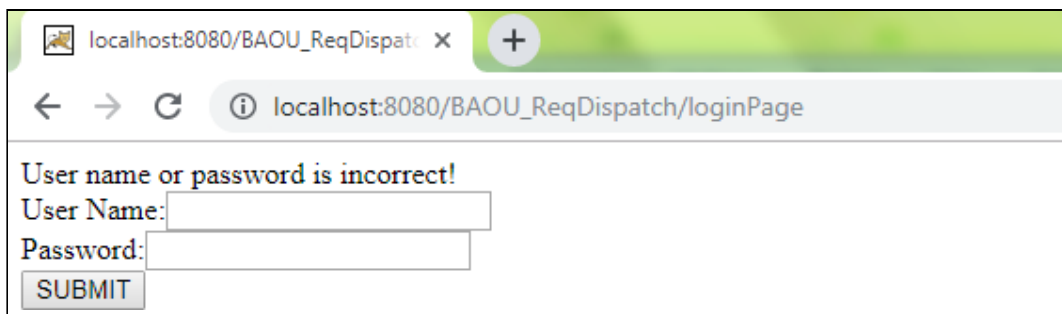 localhost:8080/BAOU_ReqDispatc
localhost:8080/BAOU_ReqDispatch/loginPage
User name or password is incorrect!
User Name:
Password:
SUBMIT